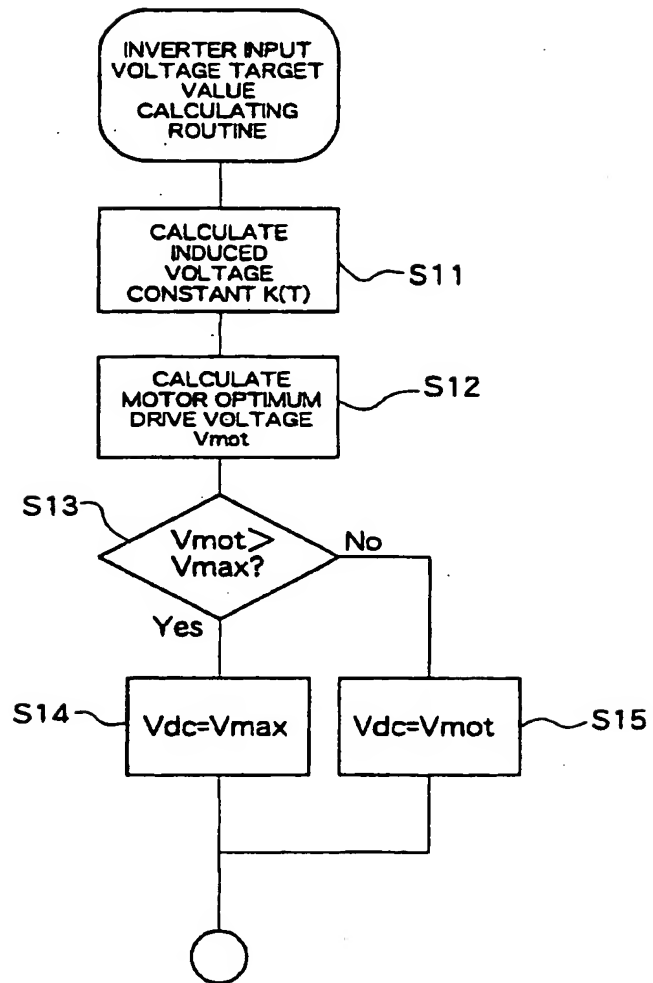 INVERTER INPUT
VOLTAGE TARGET
VALUE
CALCULATING
ROUTINE
CALCULATE
INDUCED
VOLTAGE
CONSTANT K(T)
S11
CALCULATE
MOTOR OPTIMUM
DRIVE VOLTAGE
Vmot
S12
S13
Vmot>
Vmax?
No
Yes
S14
Vdc=Vmax
Vdc=Vmot
S15